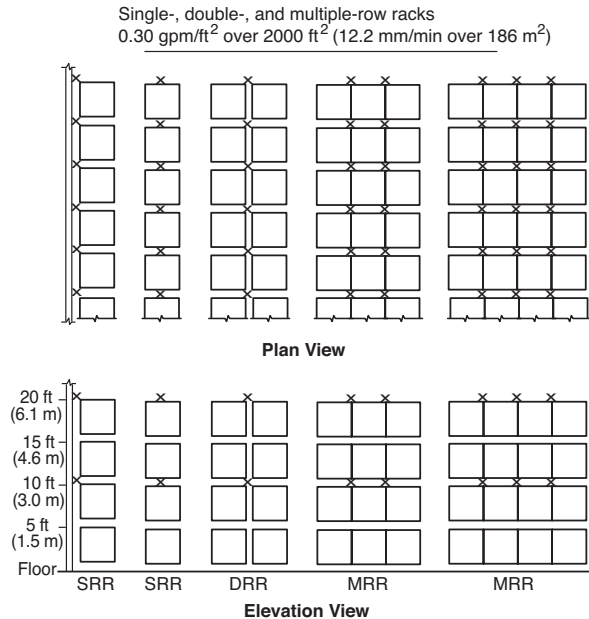 Single-, double-, and multiple-row racks
0.30 gpm/ft² over 2000 ft² (12.2 mm/min over 186 m²)
Plan View
20 ft
(6.1 m)
15 ft
(4.6 m)
10 ft
(3.0 m)
5 ft
(1.5 m)
Floor
SRR SRR DRR MRR MRR
Elevation View